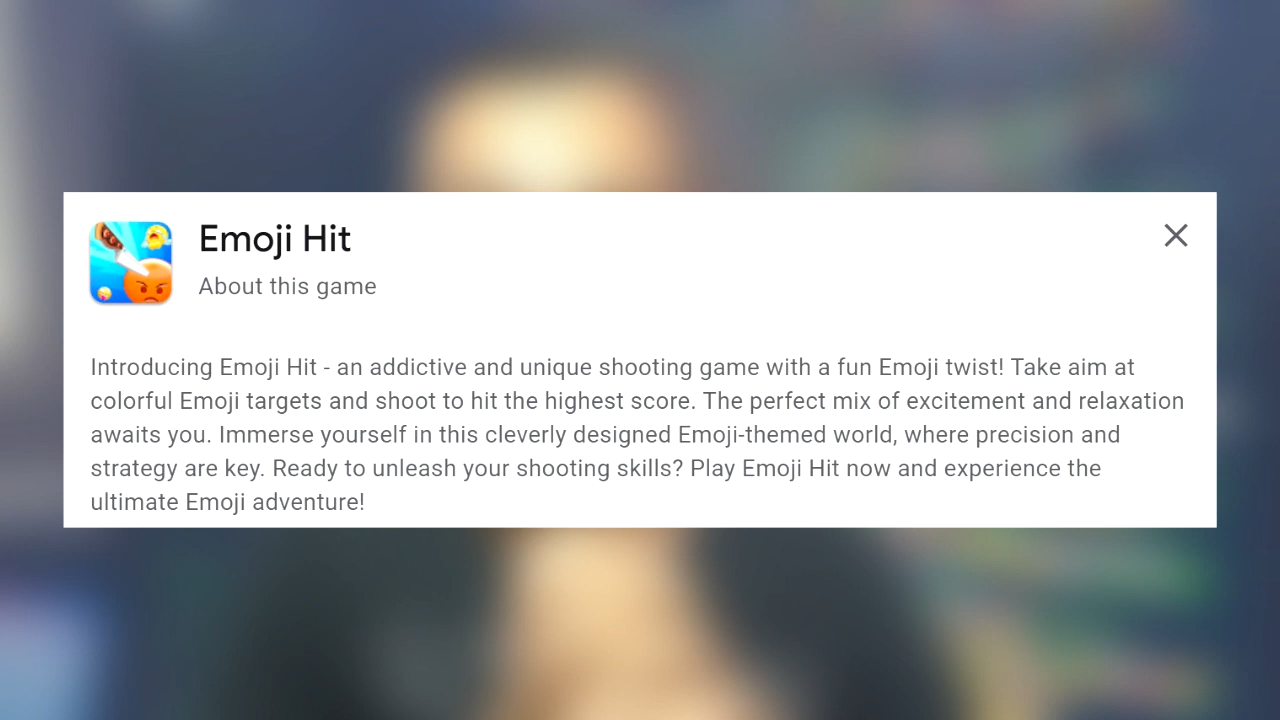 Emoji Hit
About this game
Introducing Emoji Hit - an addictive and unique shooting game with a fun Emoji twist! Take aim at
colorful Emoji targets and shoot to hit the highest score. The perfect mix of excitement and relaxation
awaits you. Immerse yourself in this cleverly designed Emoji-themed world, where precision and
strategy are key. Ready to unleash your shooting skills? Play Emoji Hit now and experience the
ultimate Emoji adventure!